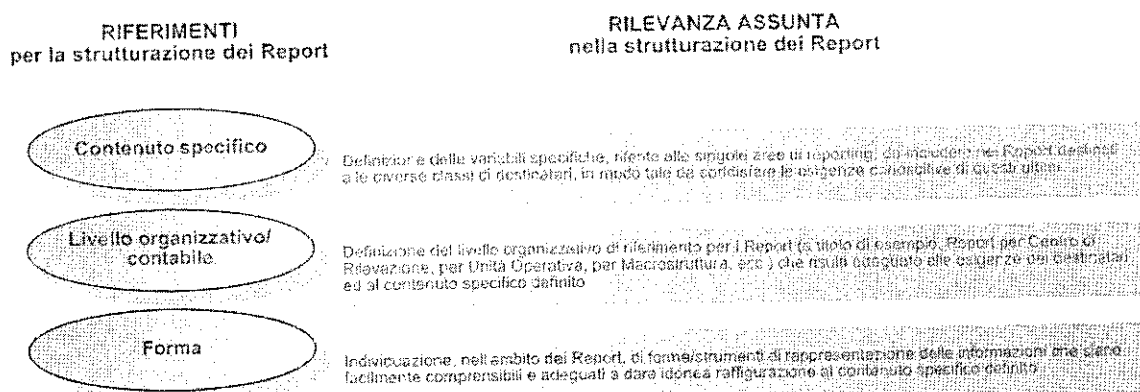 RIFERIMENTI
per la strutturazione dei Report
RILEVANZA ASSUNTA
nella strutturazione dei Report
Contenuto specifico
Definizione delle variabili specifiche, riferite alle singole aree di reporting, da includere nei Report destinati
a le diverse classi di destinatari, in modo tale da soddisfare le esigenze conoscitive di questi ultimi
Livello organizzativo/
contabile
Definizione del livello organizzativo di riferimento per i Report (a titolo di esempio, Report per Centro di
Rilevazione, per Unità Operativa, per Macrostruttura, ecc.) che risulti adeguato alle esigenze dei destinatari
ed al contenuto specifico definito
Forma
Individuazione, nell'ambito dei Report, di forme/strumenti di rappresentazione delle informazioni che siano
facilmente comprensibili e adeguati a dare idonea raffigurazione al contenuto specifico definito